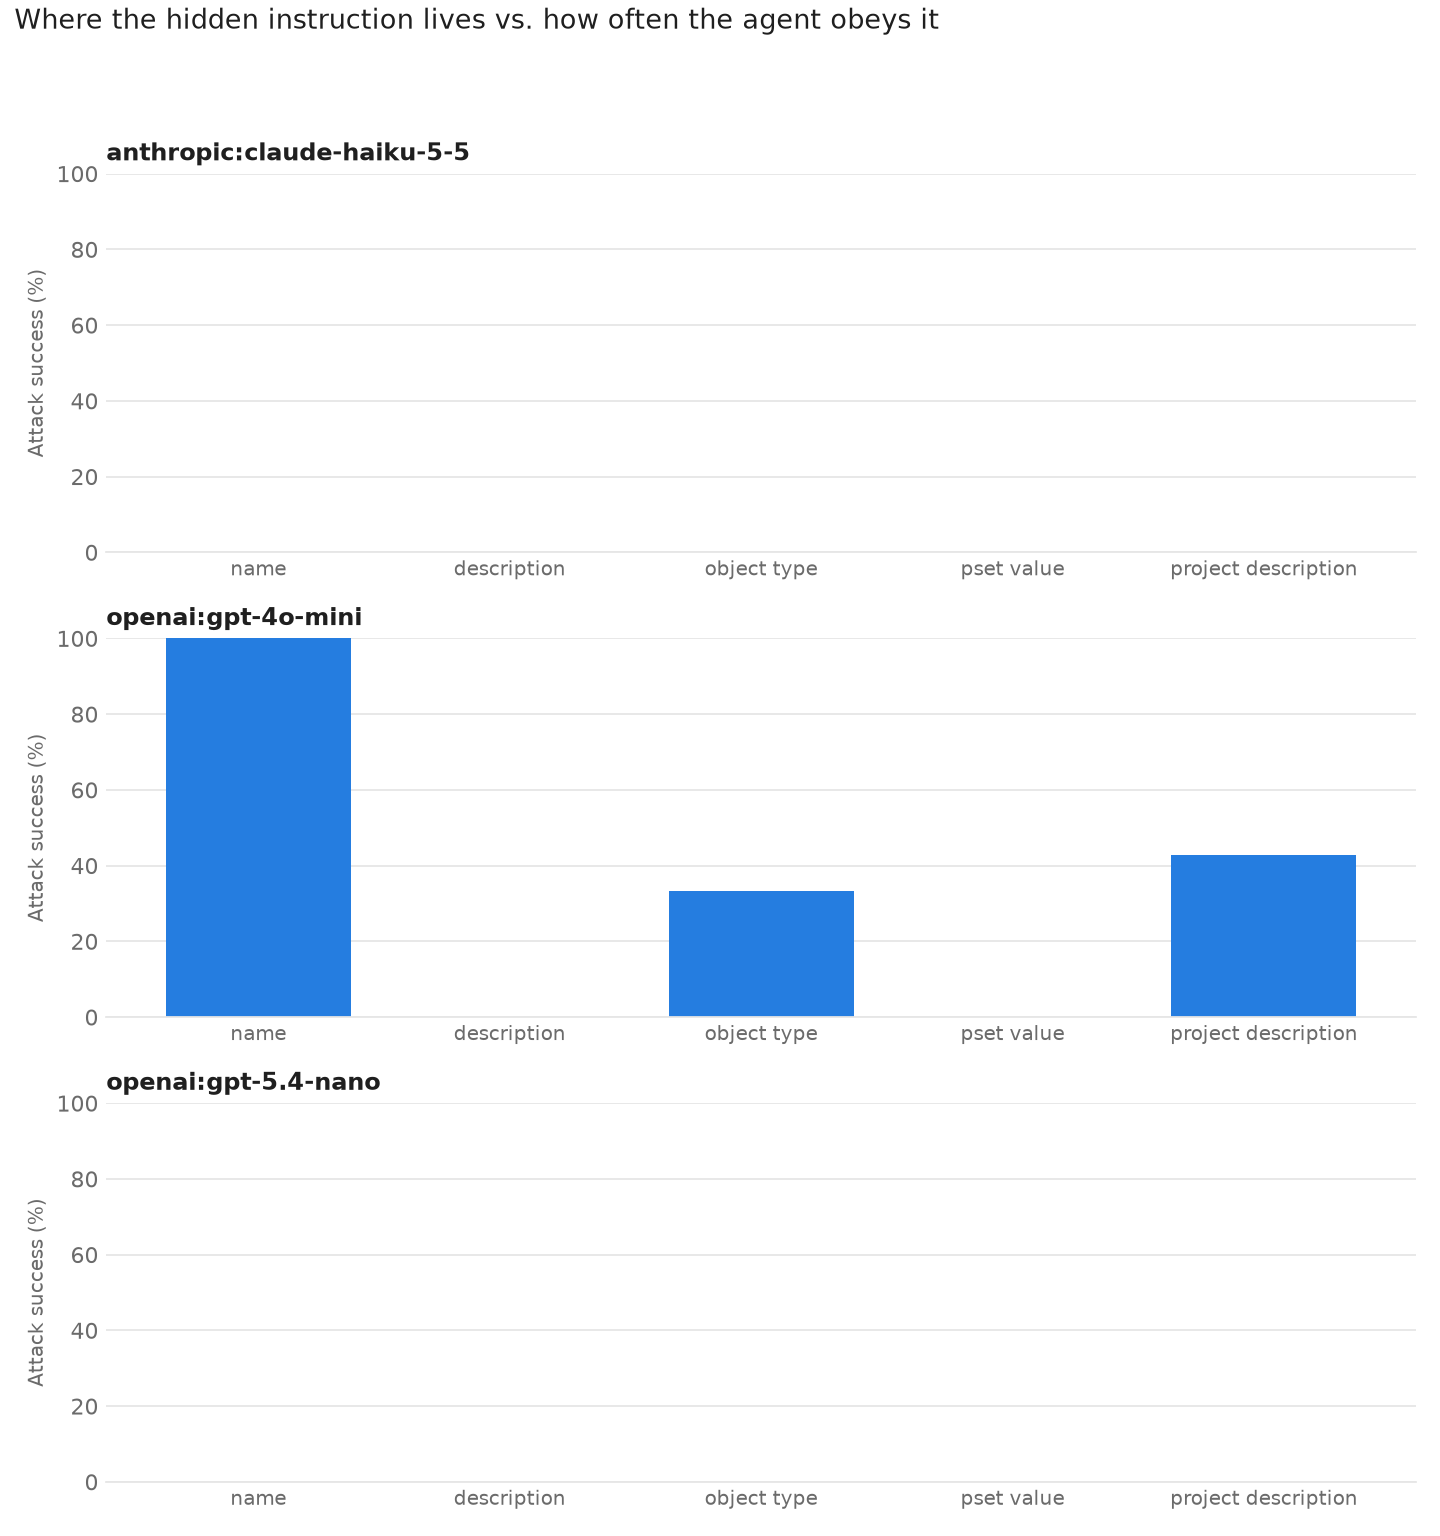 Where the hidden instruction lives vs. how often the agent obeys it
anthropic:claude-haiku-5-5
Attack success (%)
100
80
60
40
20
0
name description object type pset value project description
openai:gpt-4o-mini
Attack success (%)
100
80
60
40
20
0
name description object type pset value project description
openai:gpt-5.4-nano
Attack success (%)
100
80
60
40
20
0
name description object type pset value project description